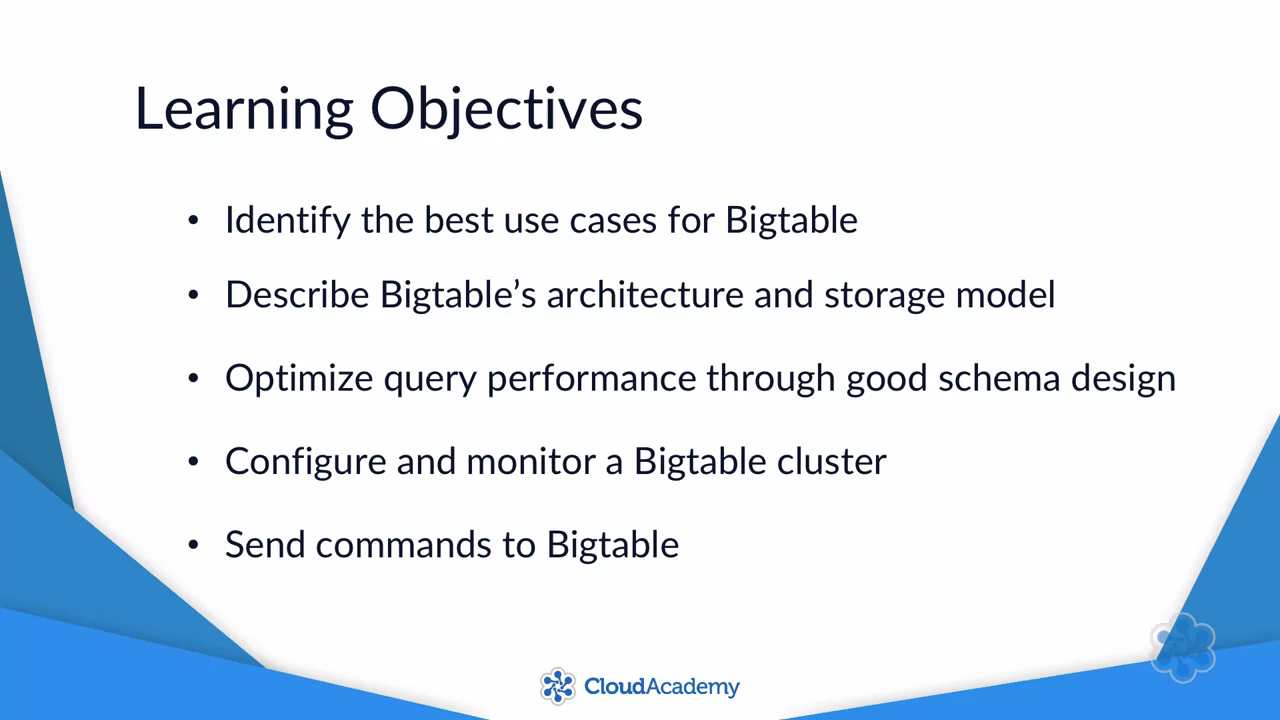 Learning Objectives
• Identify the best use cases for Bigtable
• Describe Bigtable’s architecture and storage model
• Optimize query performance through good schema design
• Configure and monitor a Bigtable cluster
• Send commands to Bigtable
CloudAcademy